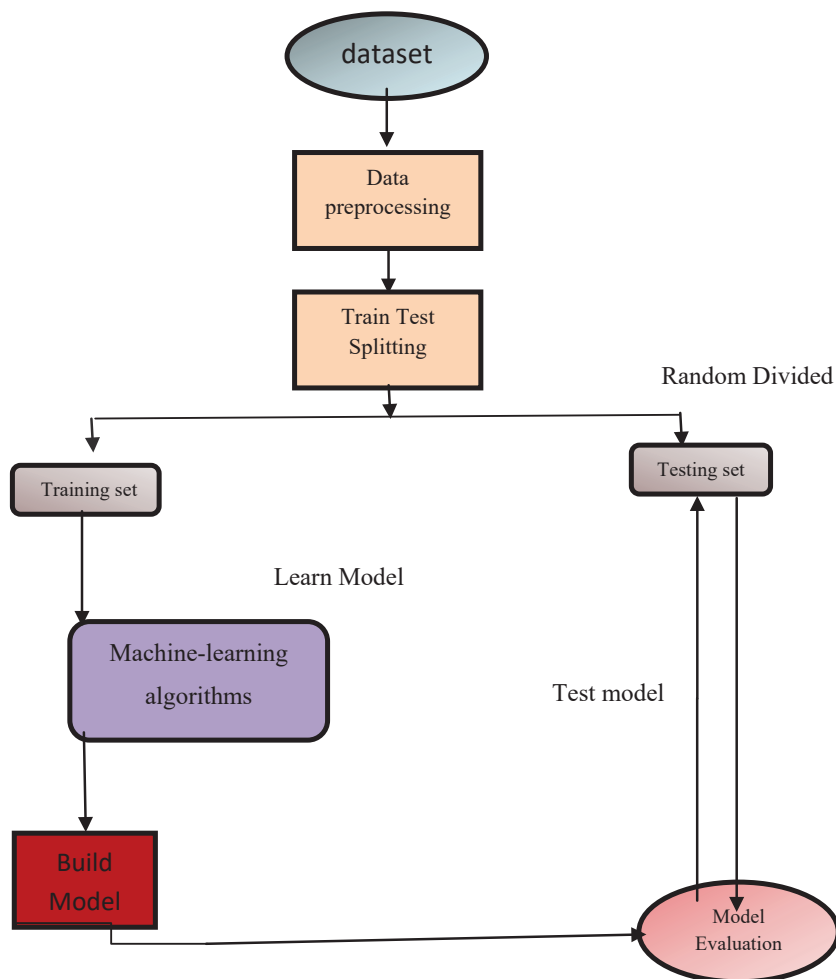 dataset
Data
preprocessing
Train Test
Splitting
Random Divided
Training set
Testing set
Learn Model
Machine-learning
algorithms
Test model
Build
Model
Model
Evaluation